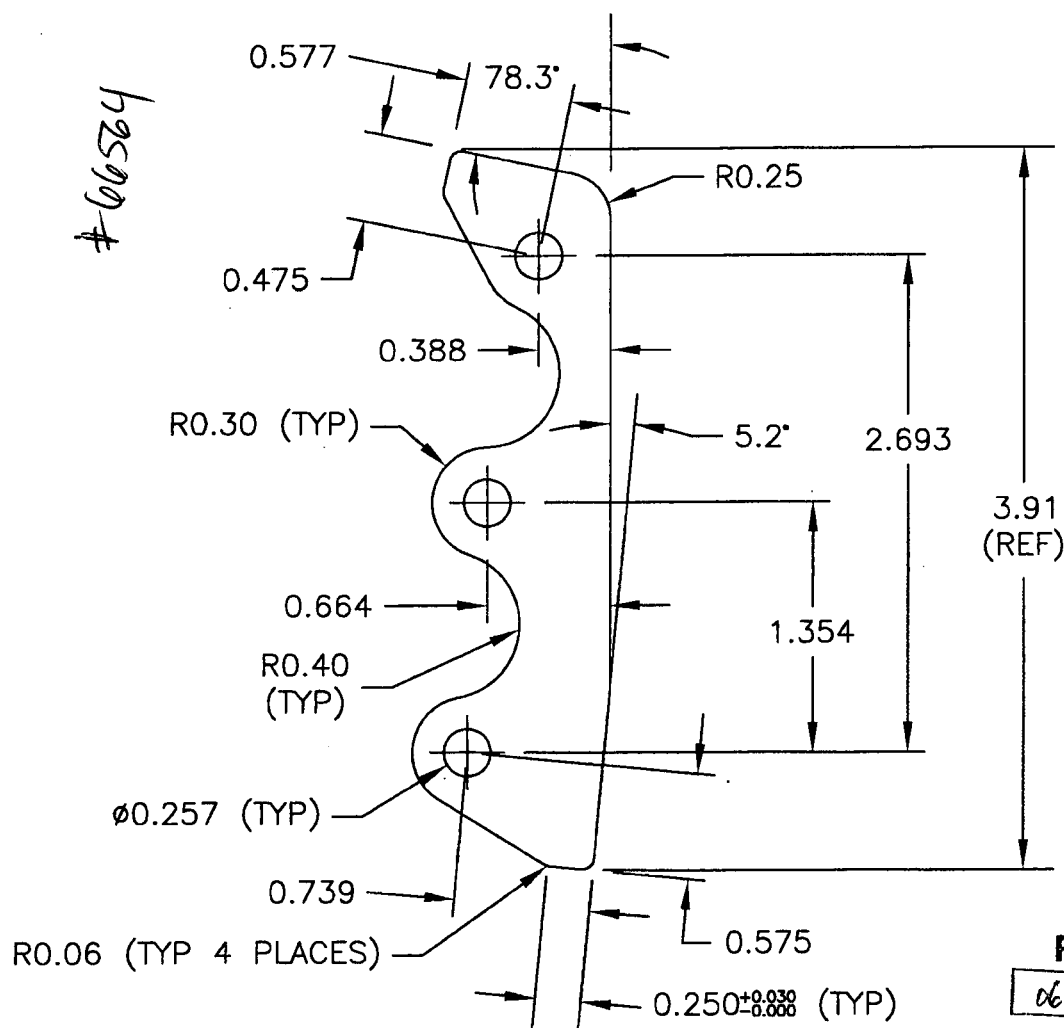 #66564
0.577
78.3°
R0.25
0.475
0.388
R0.30 (TYP)
5.2°
2.693
3.91
(REF)
0.664
1.354
R0.40
(TYP)
ø0.257 (TYP)
0.739
0.575
R0.06 (TYP 4 PLACES)
0.250+0.030 -0.000 (TYP)